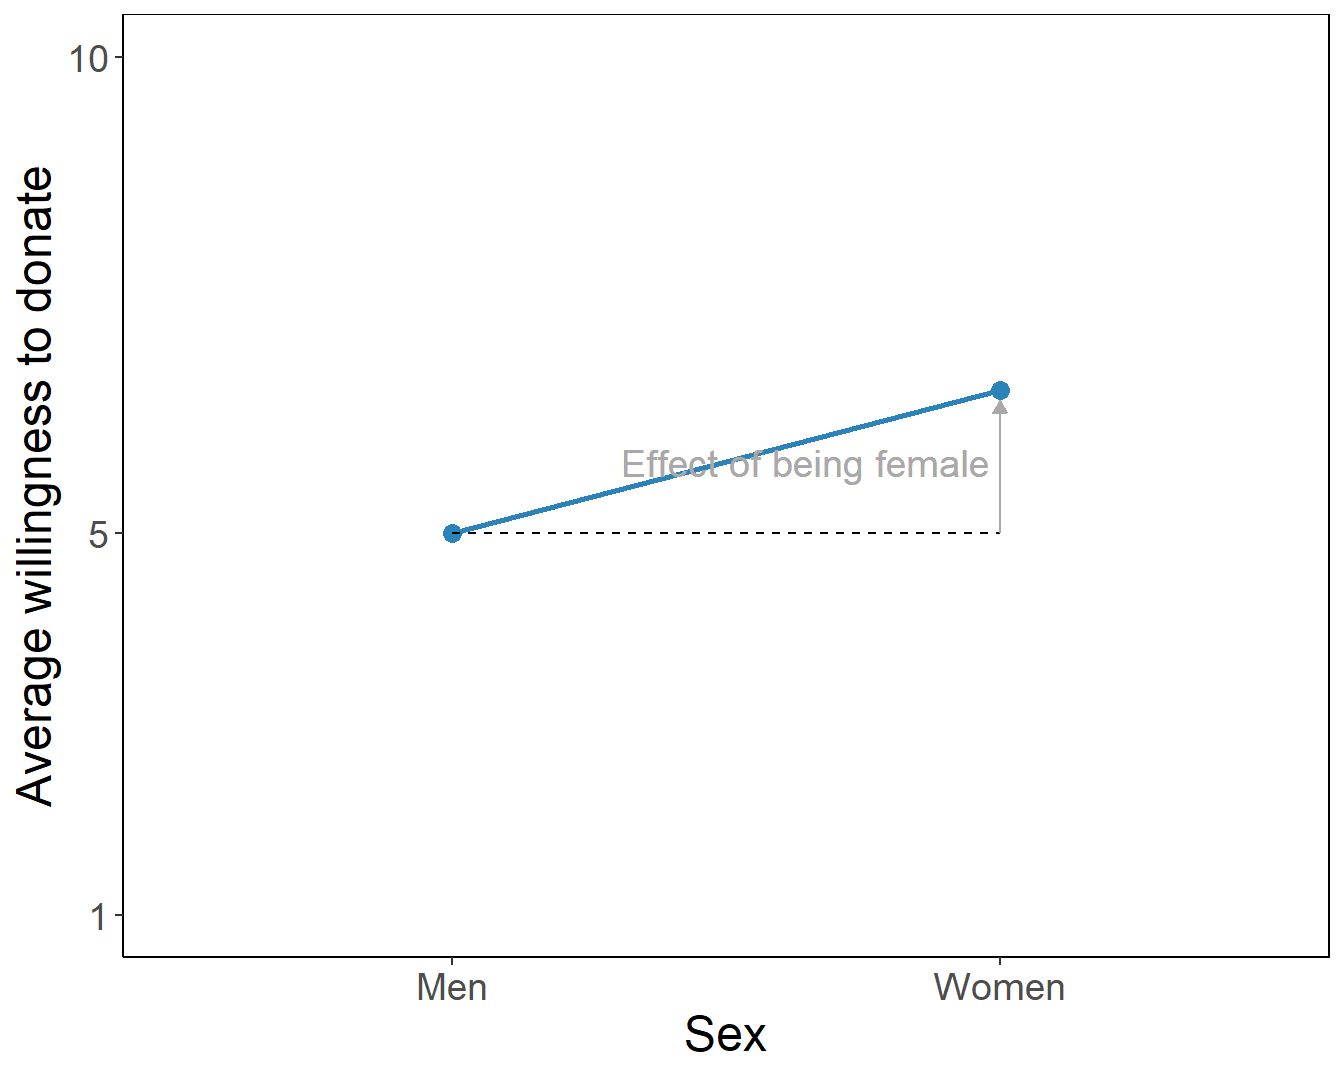 10
Average willingness to donate
Effect of being female
5
1
Men
Women
Sex